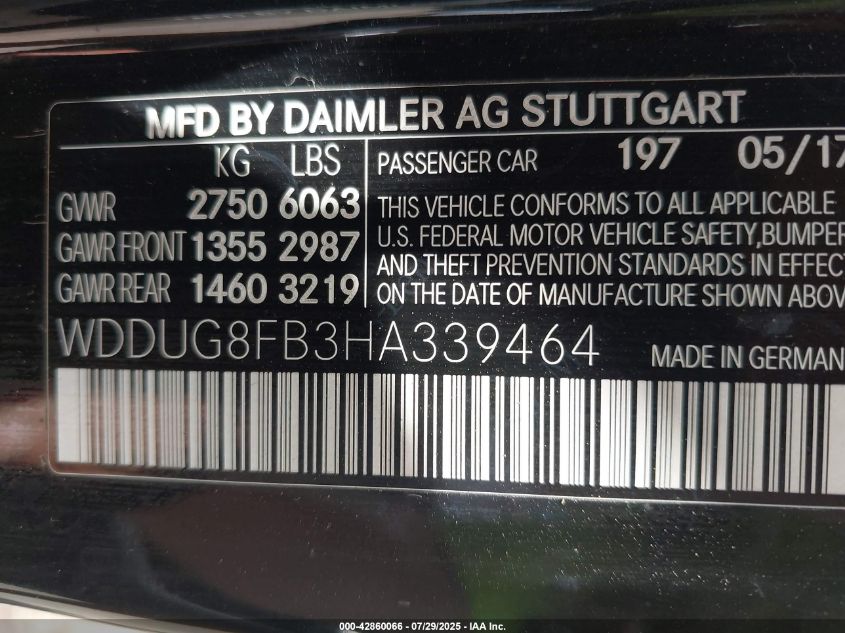 MFD BY DAIMLER AG STUTTGART
KG LBS
GVWR 2750 6063
GAWR FRONT 1355 2987
GAWR REAR 1460 3219
PASSENGER CAR 197 05/17
THIS VEHICLE CONFORMS TO ALL APPLICABLE
U.S. FEDERAL MOTOR VEHICLE SAFETY,BUMPER
AND THEFT PREVENTION STANDARDS IN EFFECT
ON THE DATE OF MANUFACTURE SHOWN ABOV
WDDUG8FB3HA339464
MADE IN GERMAN
000-42860066 - 07/29/2025 - IAA Inc.